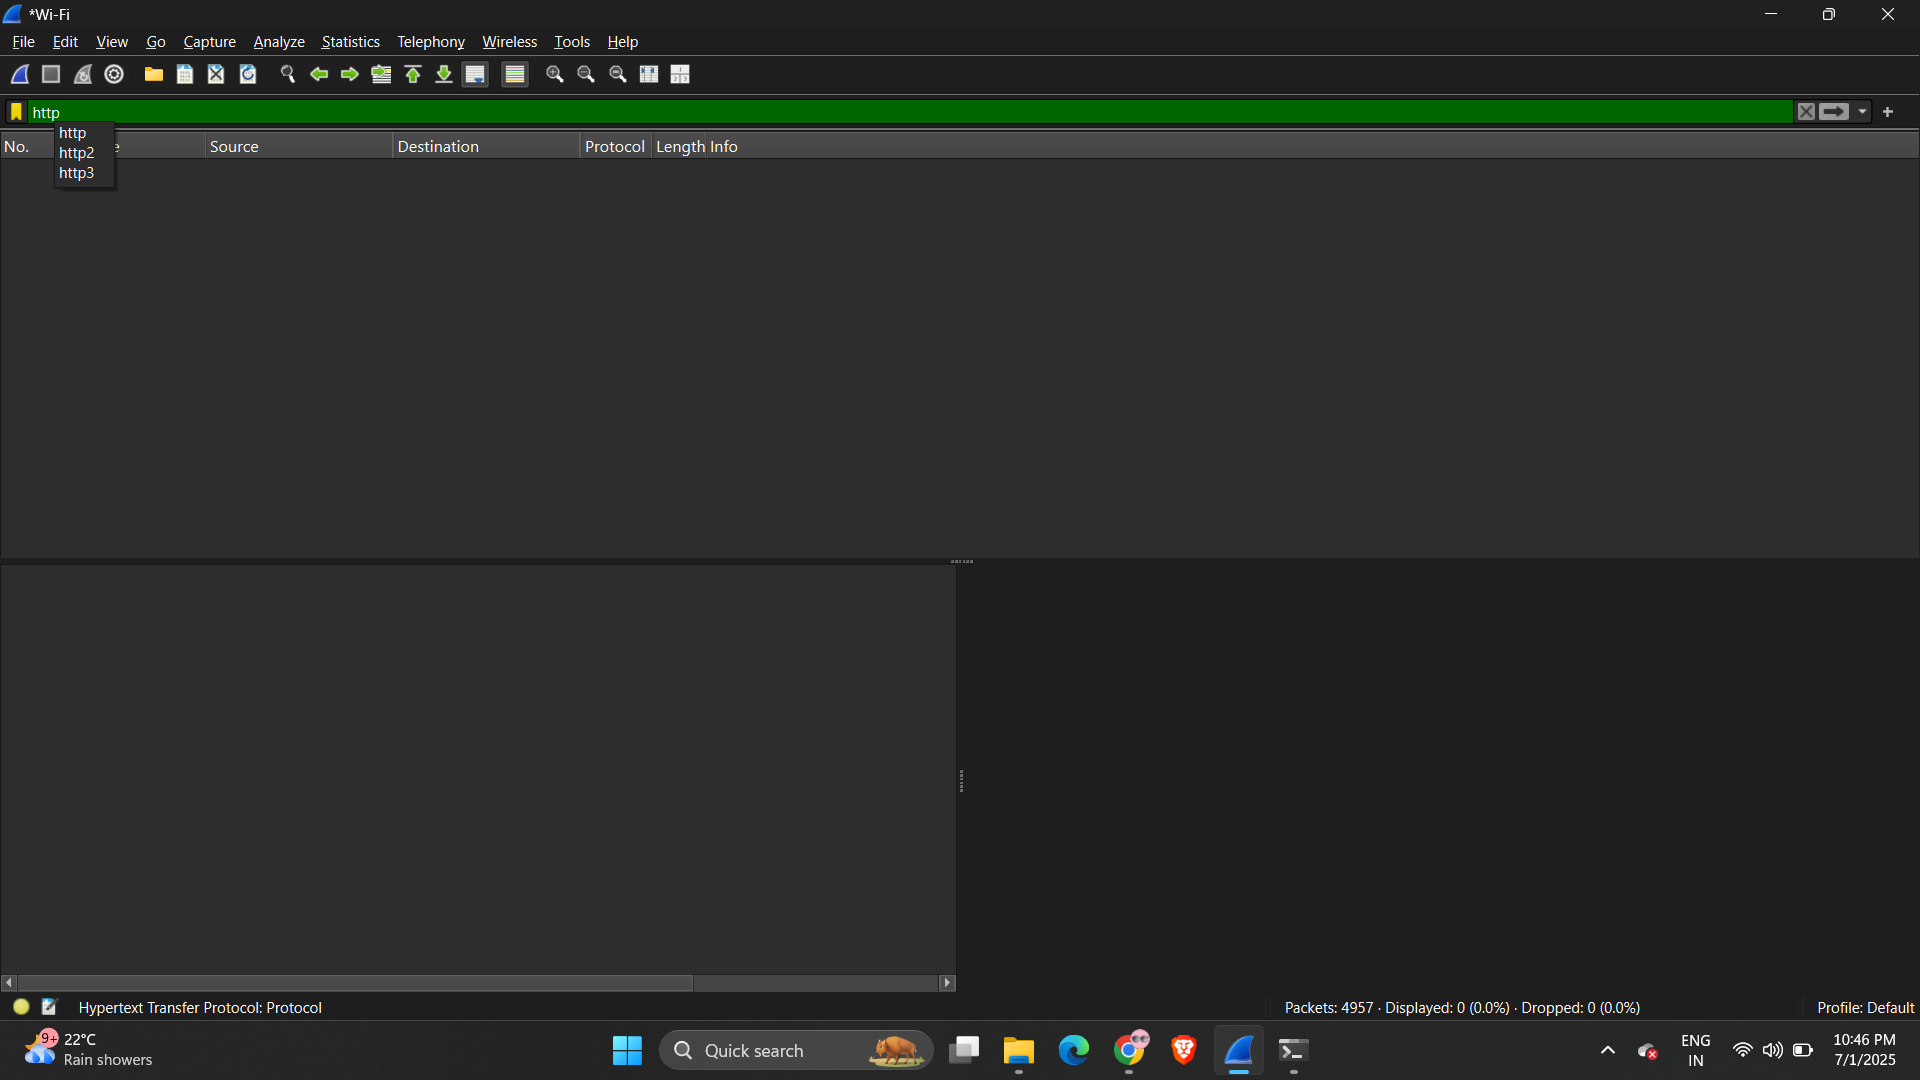 *Wi-Fi
File Edit View Go Capture Analyze Statistics Telephony Wireless Tools Help
http
http
http2
http3
No. e Source Destination Protocol Length Info
Hypertext Transfer Protocol: Protocol
Packets: 4957 · Displayed: 0 (0.0%) · Dropped: 0 (0.0%)
Profile: Default
9+
22°C
Rain showers
Quick search
ENG
IN
10:46 PM
7/1/2025